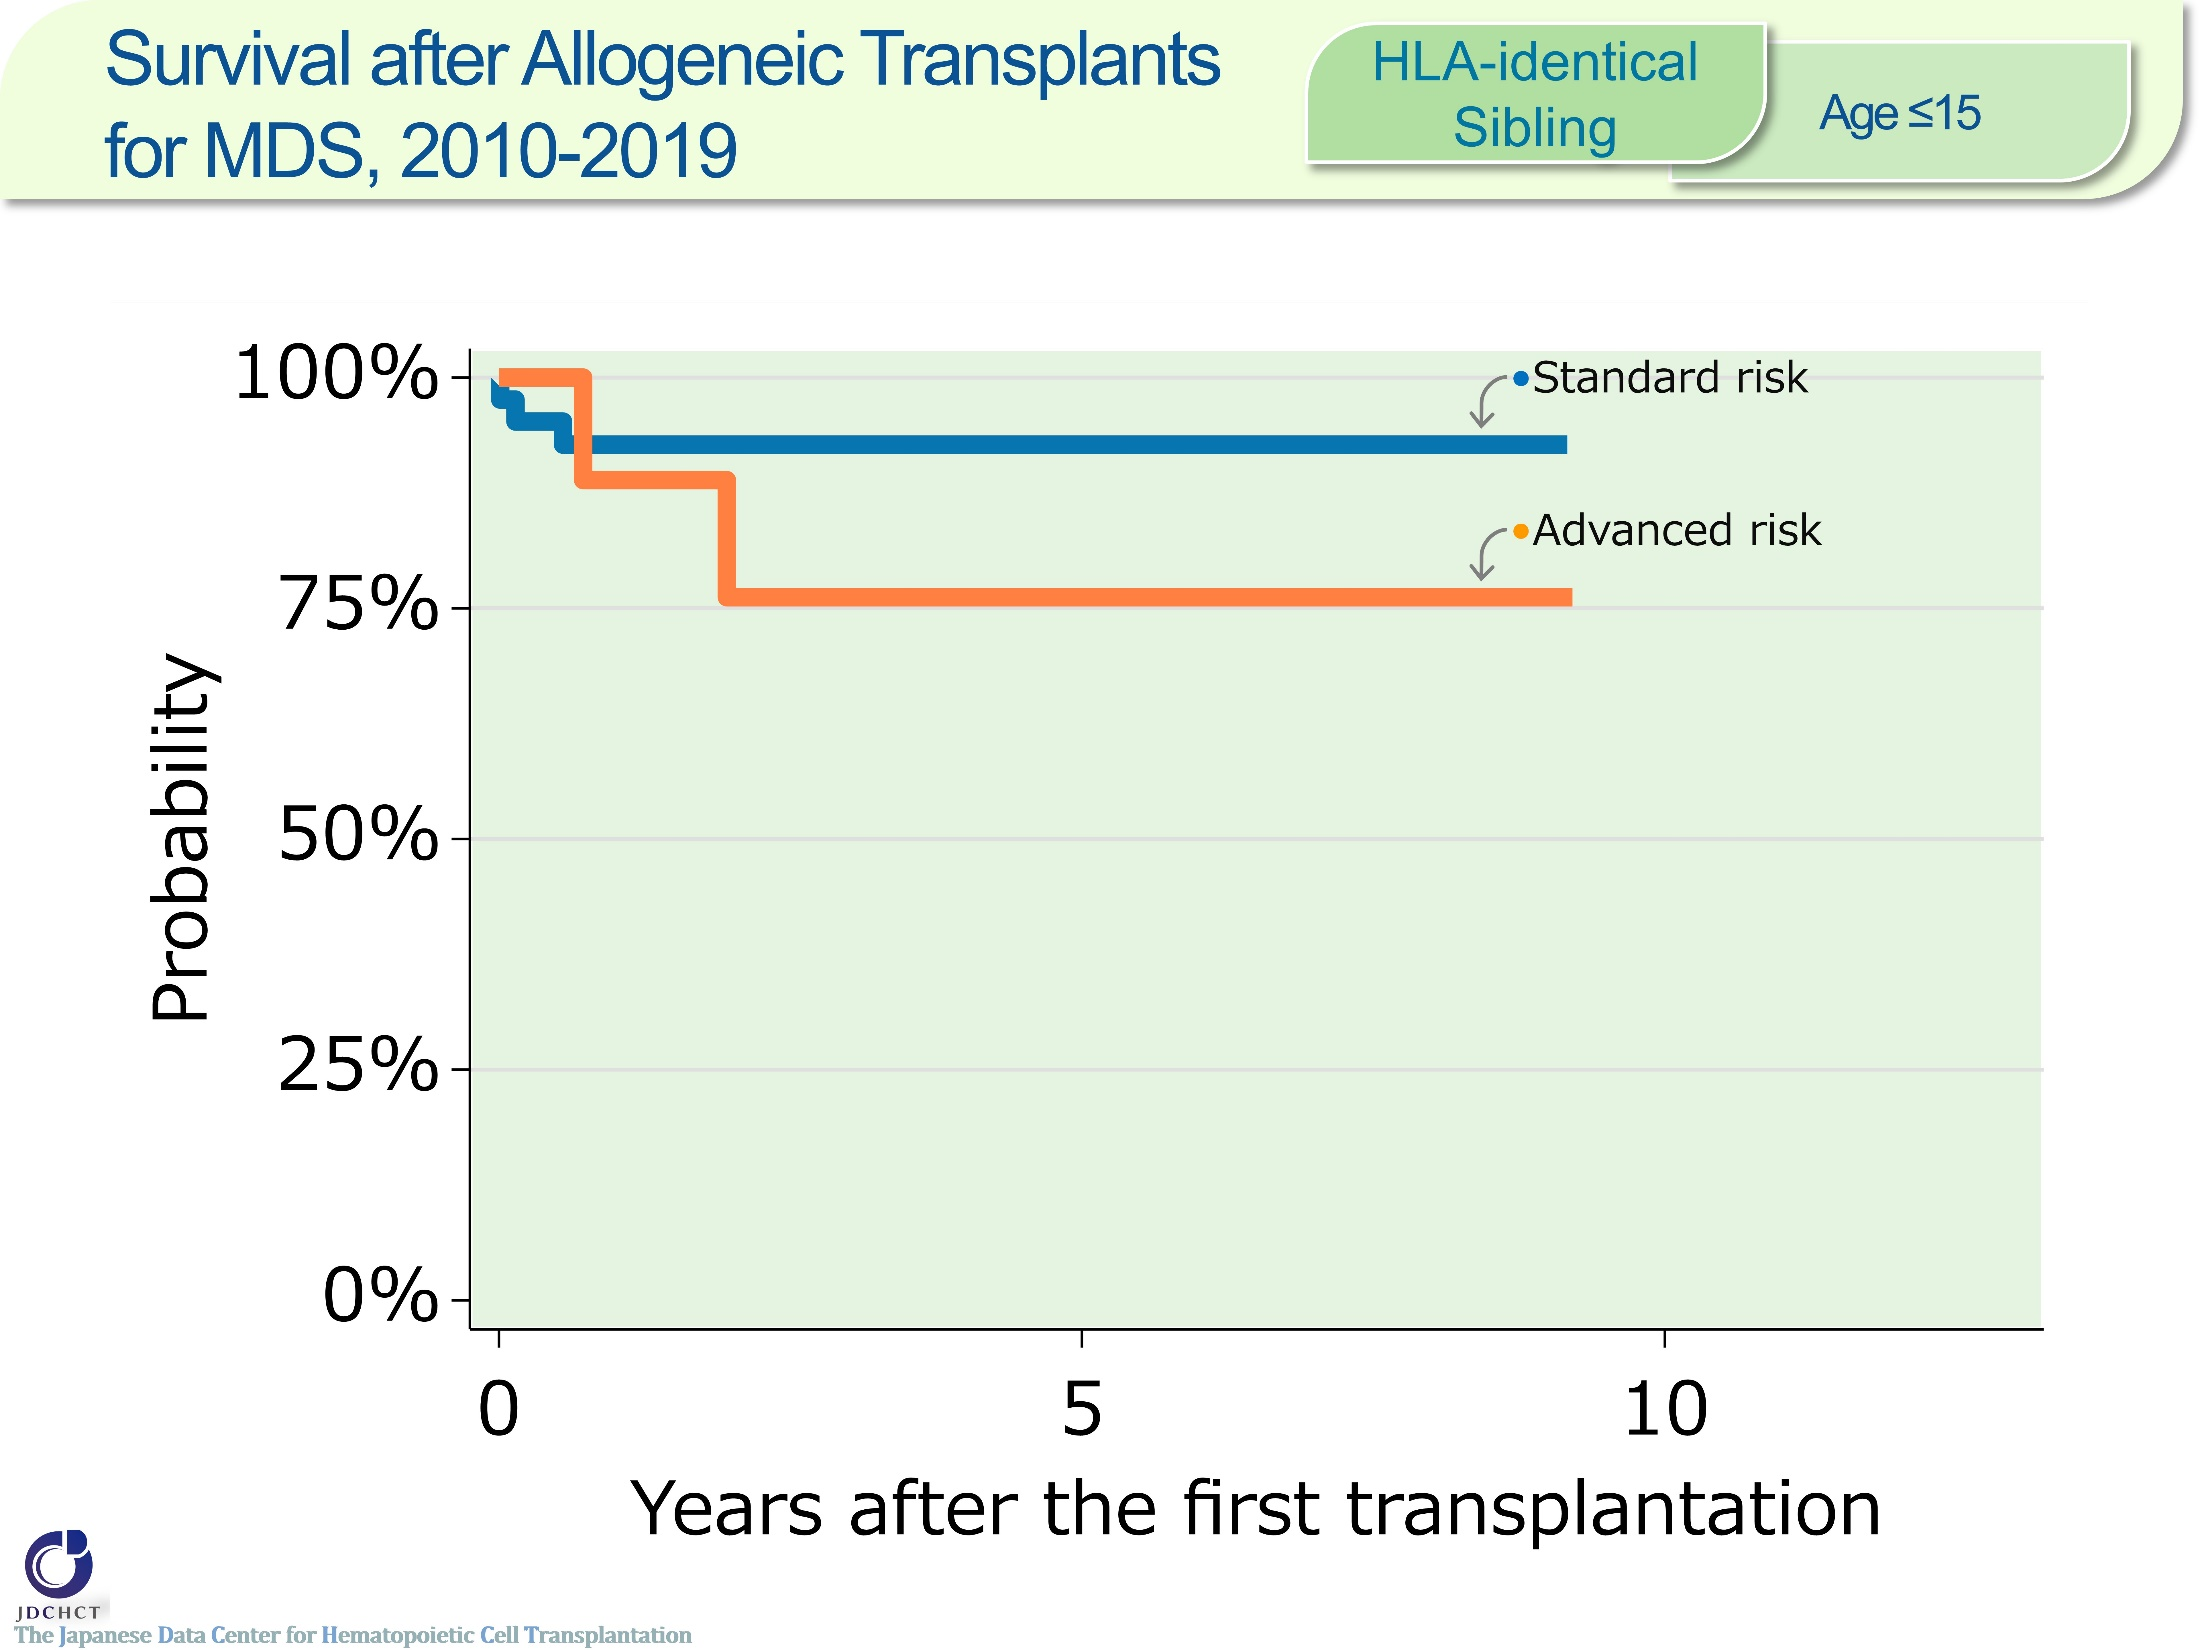 Survival after Allogeneic Transplants
for MDS, 2010-2019
HLA-identical
Sibling
Age ≤15
100%
75%
50%
25%
0%
Probability
•Standard risk
•Advanced risk
0
5
10
Years after the first transplantation
JDCHCT
The Japanese Data Center for Hematopoietic Cell Transplantation